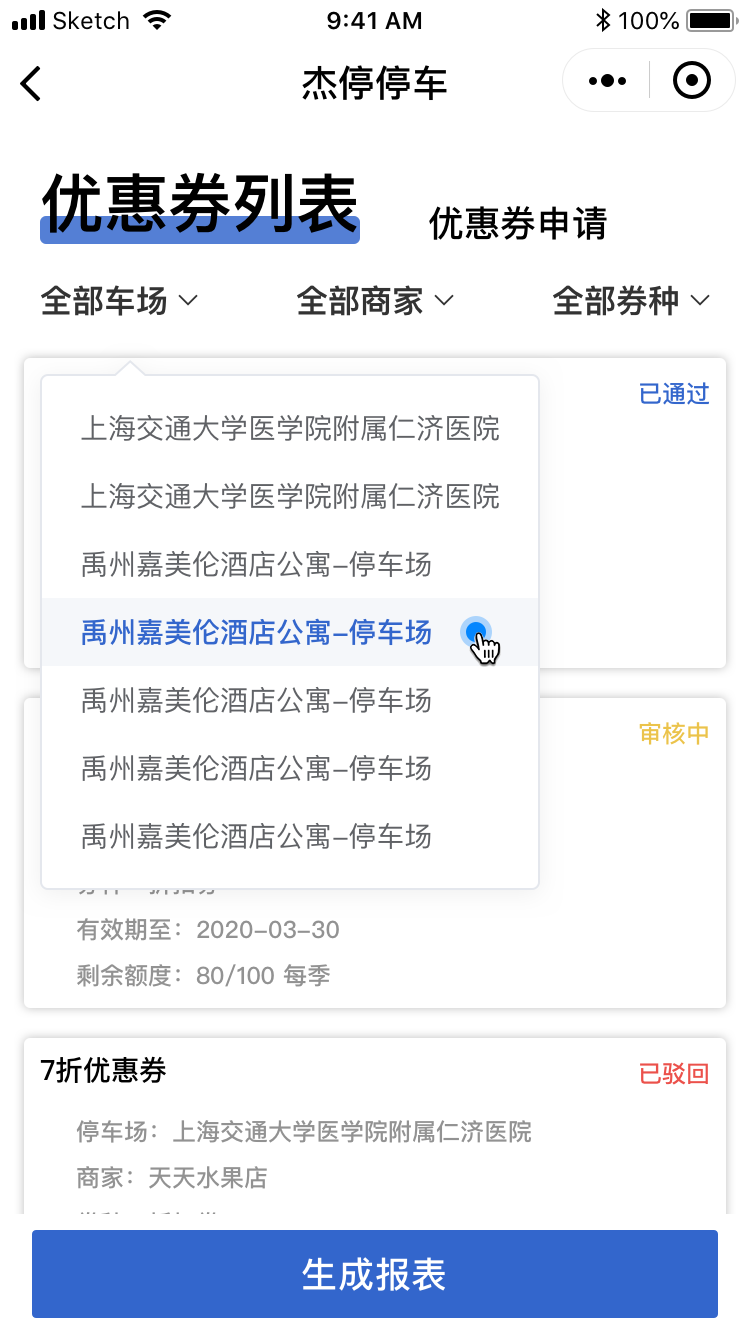 Sketch 9:41 AM 100%
杰停停车
优惠券列表 优惠券申请
全部车场 全部商家 全部券种
已通过
上海交通大学医学院附属仁济医院
上海交通大学医学院附属仁济医院
禹州嘉美伦酒店公寓-停车场
禹州嘉美伦酒店公寓-停车场
禹州嘉美伦酒店公寓-停车场
审核中
禹州嘉美伦酒店公寓-停车场
禹州嘉美伦酒店公寓-停车场
有效期至：2020-03-30
剩余额度：80/100 每季
7折优惠券
已驳回
停车场：上海交通大学医学院附属仁济医院
商家：天天水果店
生成报表